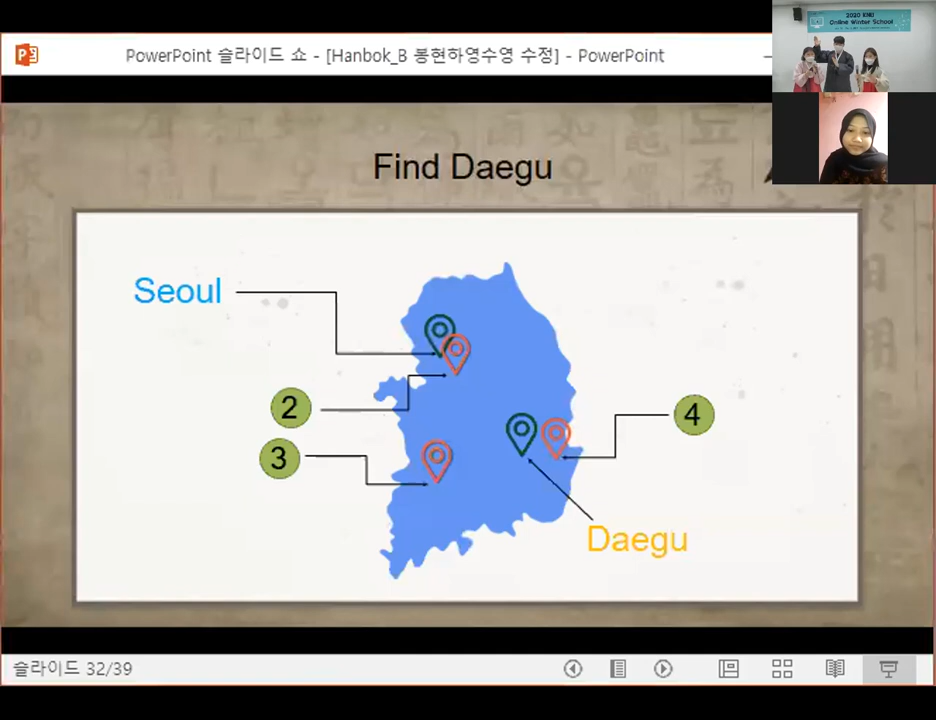 2020 KNU
Online Winter School
PowerPoint 슬라이드 쇼 - [Hanbok_B 봉현하영수영 수정] - PowerPoint
Find Daegu
Seoul
2
3
4
Daegu
슬라이드 32/39